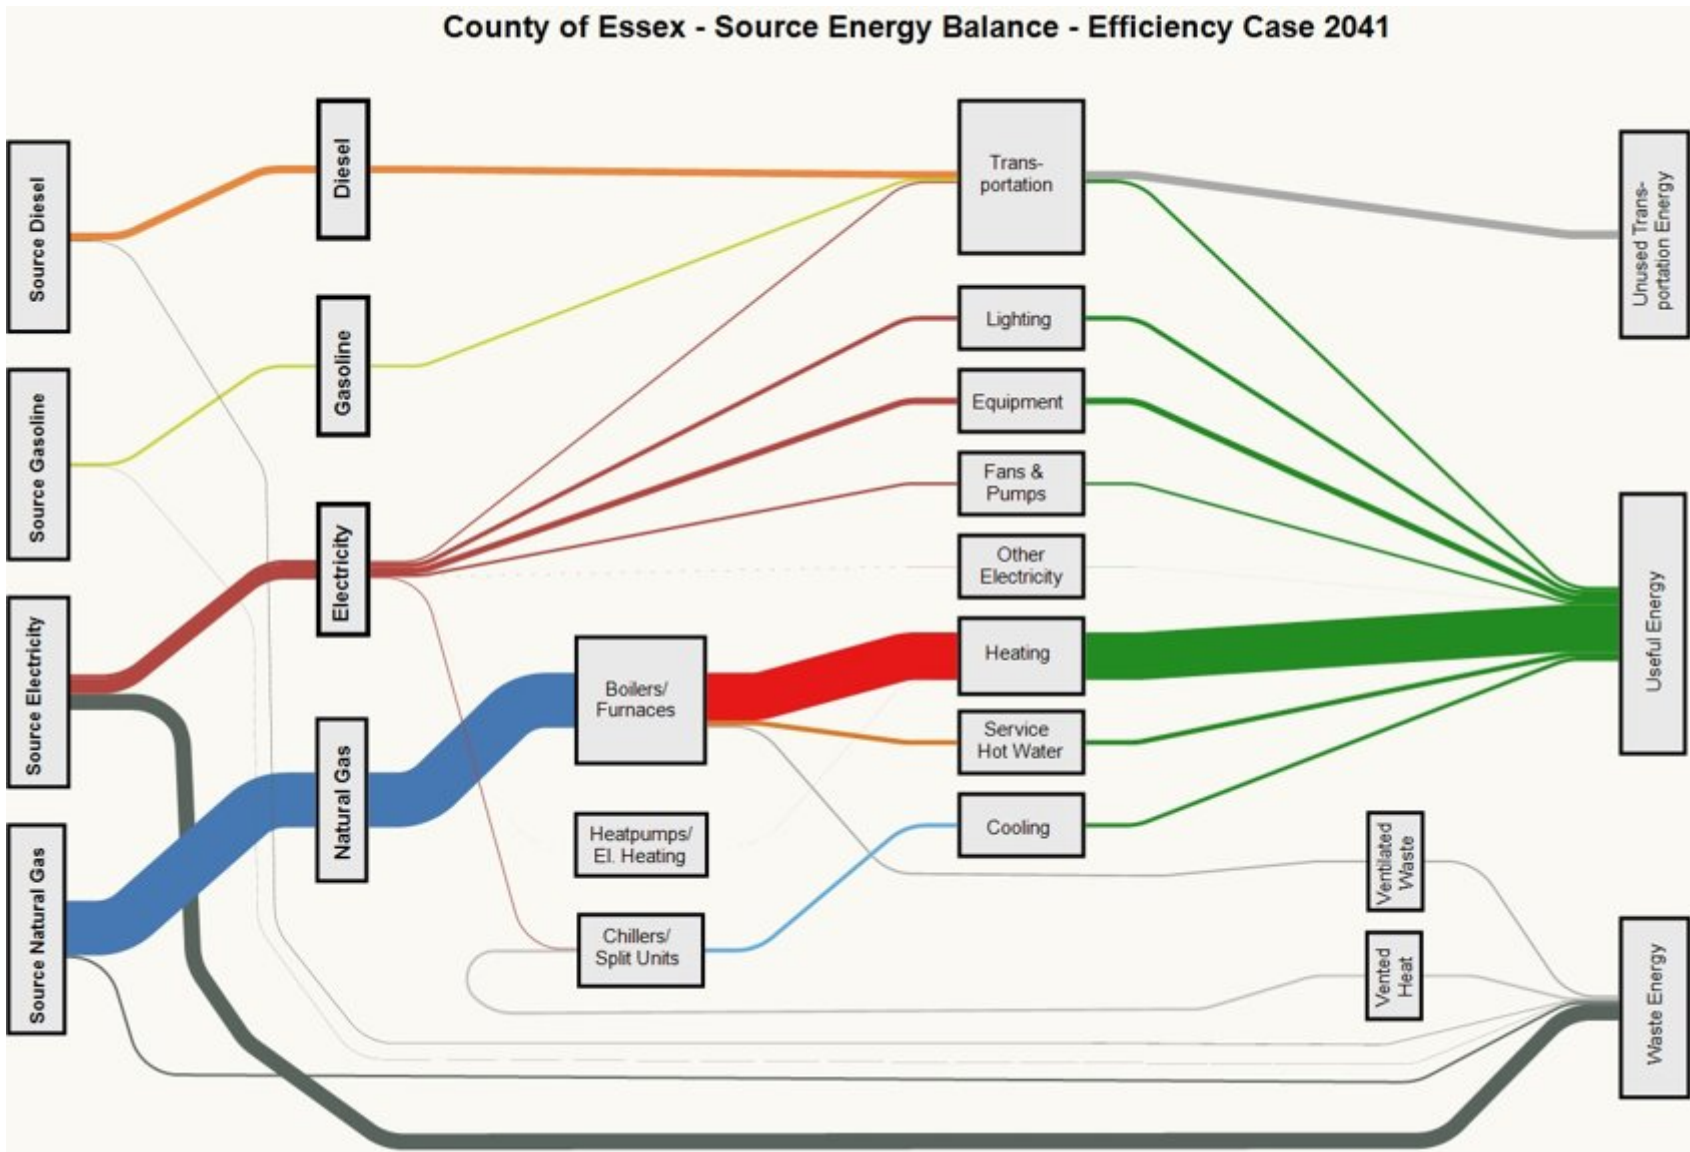 County of Essex - Source Energy Balance - Efficiency Case 2041
Source Diesel
Source Gasoline
Source Electricity
Source Natural Gas
Diesel
Gasoline
Electricity
Natural Gas
Boilers/
Furnaces
Heatpumps/
El. Heating
Chillers/
Split Units
Trans-
portation
Lighting
Equipment
Fans &
Pumps
Other
Electricity
Heating
Service
Hot Water
Cooling
Ventilated
Waste
Vented
Heat
Unused Trans-
portation Energy
Useful Energy
Waste Energy